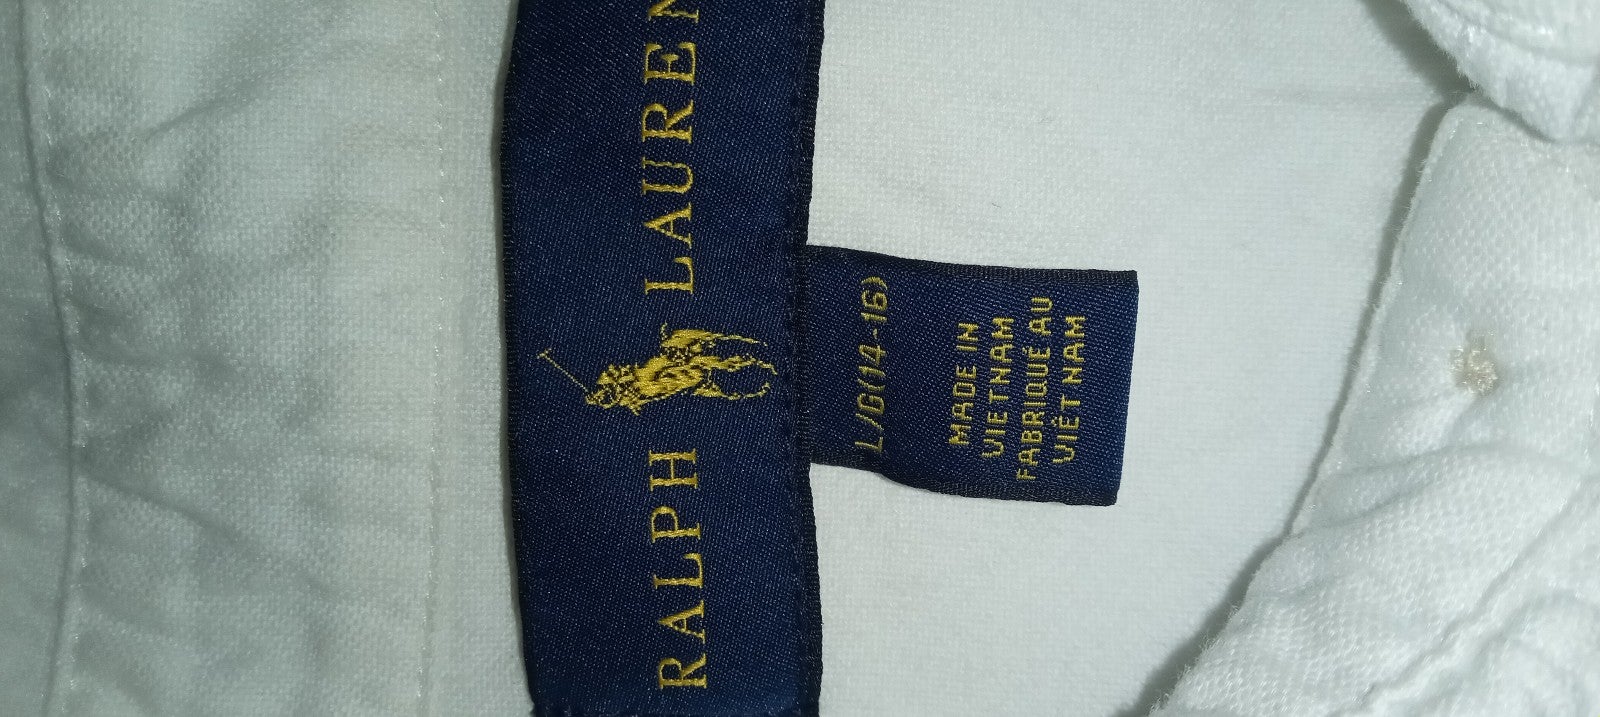 RALPH LAUREN
L/G(14-16)
MADE IN
VIETNAM
FABRIQUÉ AU
VIÊT NAM